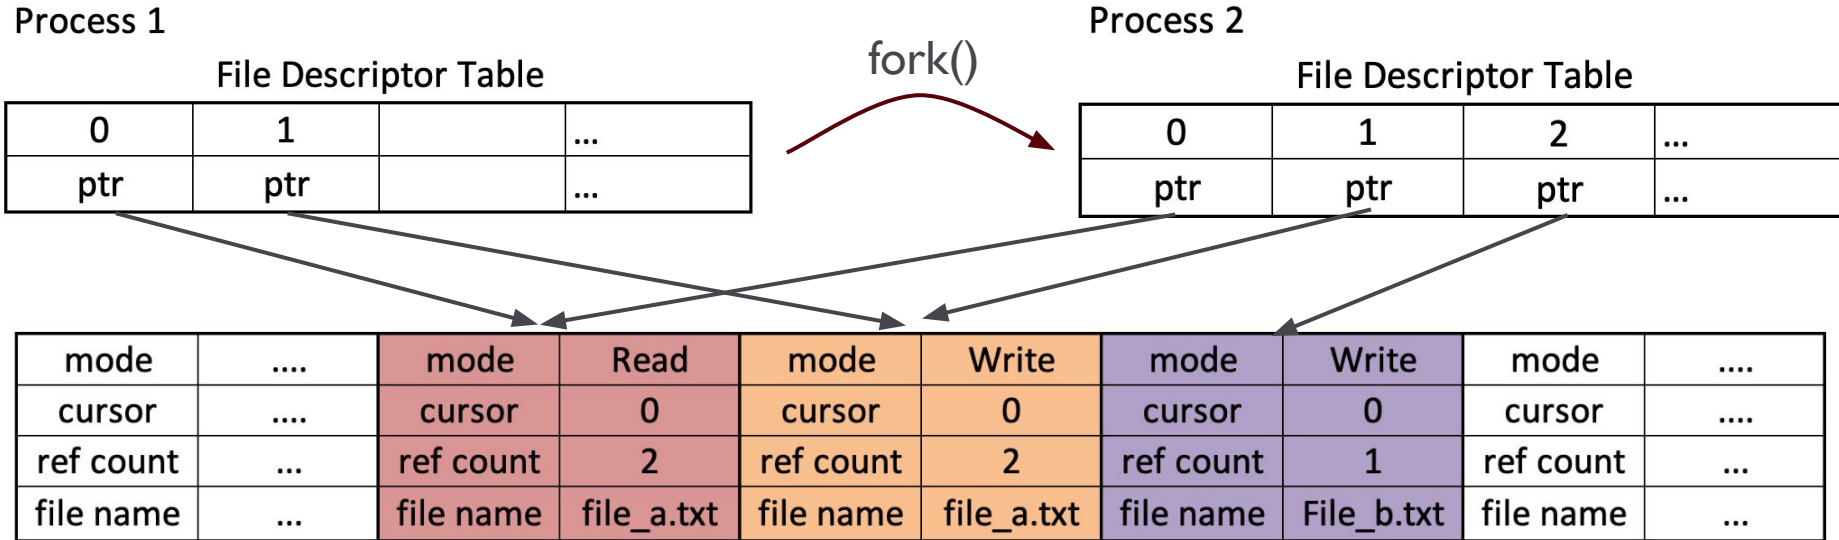 Process 1
Process 2
fork()
File Descriptor Table
File Descriptor Table
0 1 ...
ptr ptr ...
0 1 2 ...
ptr ptr ptr ...
mode .... mode Read mode Write mode Write mode ....
cursor .... cursor 0 cursor 0 cursor 0 cursor ....
ref count ... ref count 2 ref count 2 ref count 1 ref count ...
file name ... file name file_a.txt file name file_a.txt file name File_b.txt file name ...